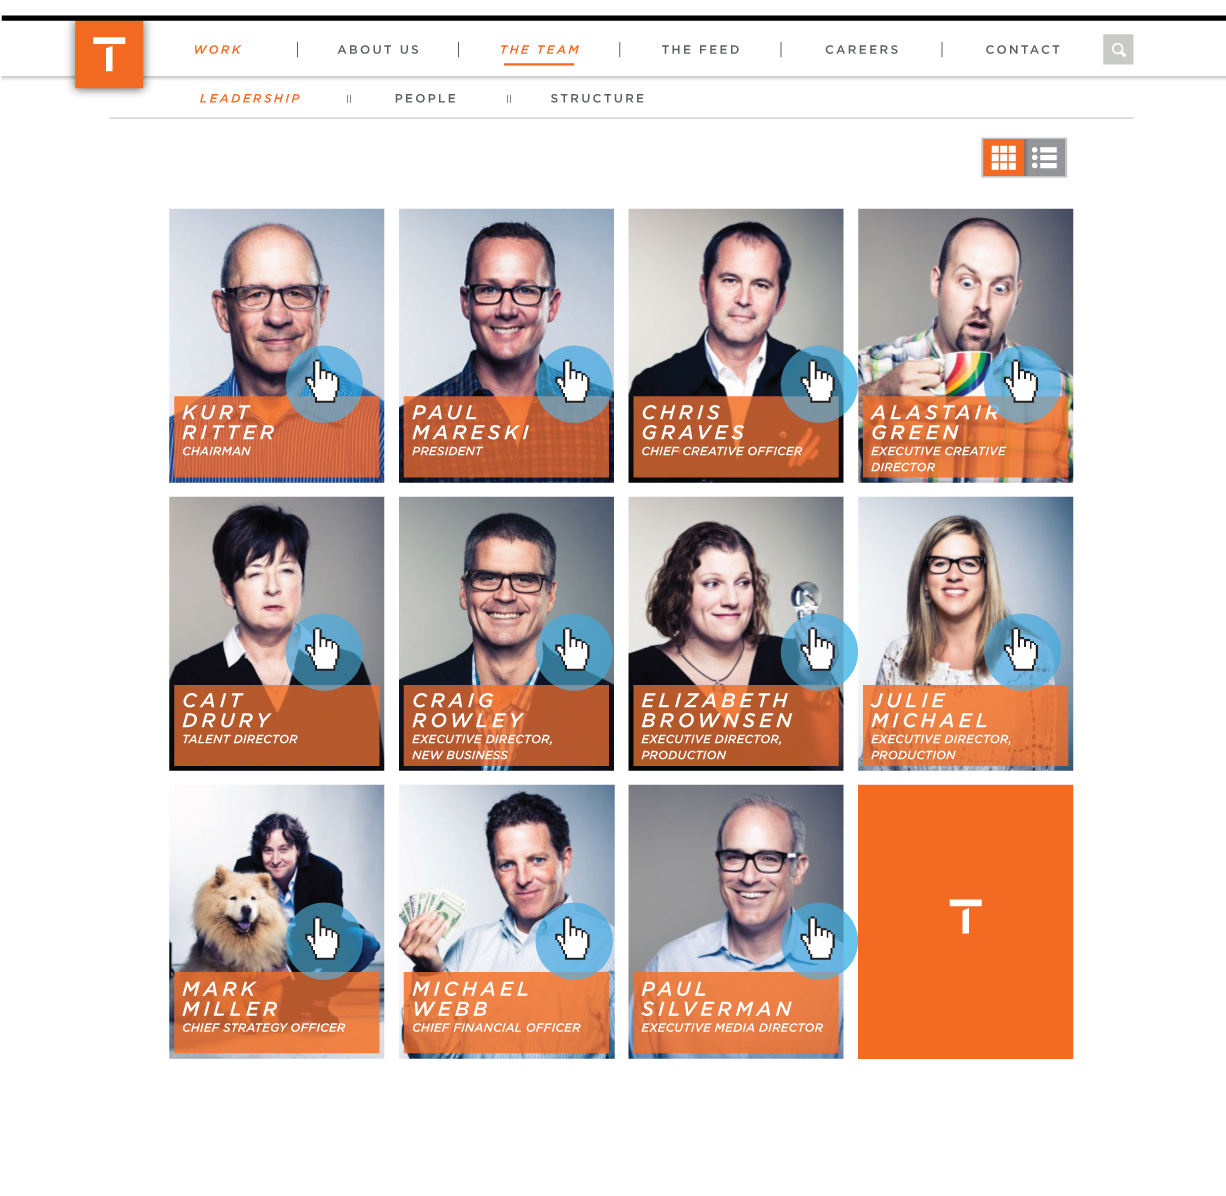 T
WORK
ABOUT US
THE TEAM
THE FEED
CAREERS
CONTACT
LEADERSHIP
PEOPLE
STRUCTURE
KURT
RITTER
CHAIRMAN
PAUL
MARESKI
PRESIDENT
CHRIS
GRAVES
CHIEF CREATIVE OFFICER
ALASTAIR
GREEN
EXECUTIVE CREATIVE
DIRECTOR
CAIT
DRURY
TALENT DIRECTOR
CRAIG
ROWLEY
EXECUTIVE DIRECTOR,
NEW BUSINESS
ELIZABETH
BROWNSEN
EXECUTIVE DIRECTOR,
PRODUCTION
JULIE
MICHAEL
EXECUTIVE DIRECTOR,
PRODUCTION
MARK
MILLER
CHIEF STRATEGY OFFICER
MICHAEL
WEBB
CHIEF FINANCIAL OFFICER
PAUL
SILVERMAN
EXECUTIVE MEDIA DIRECTOR
T